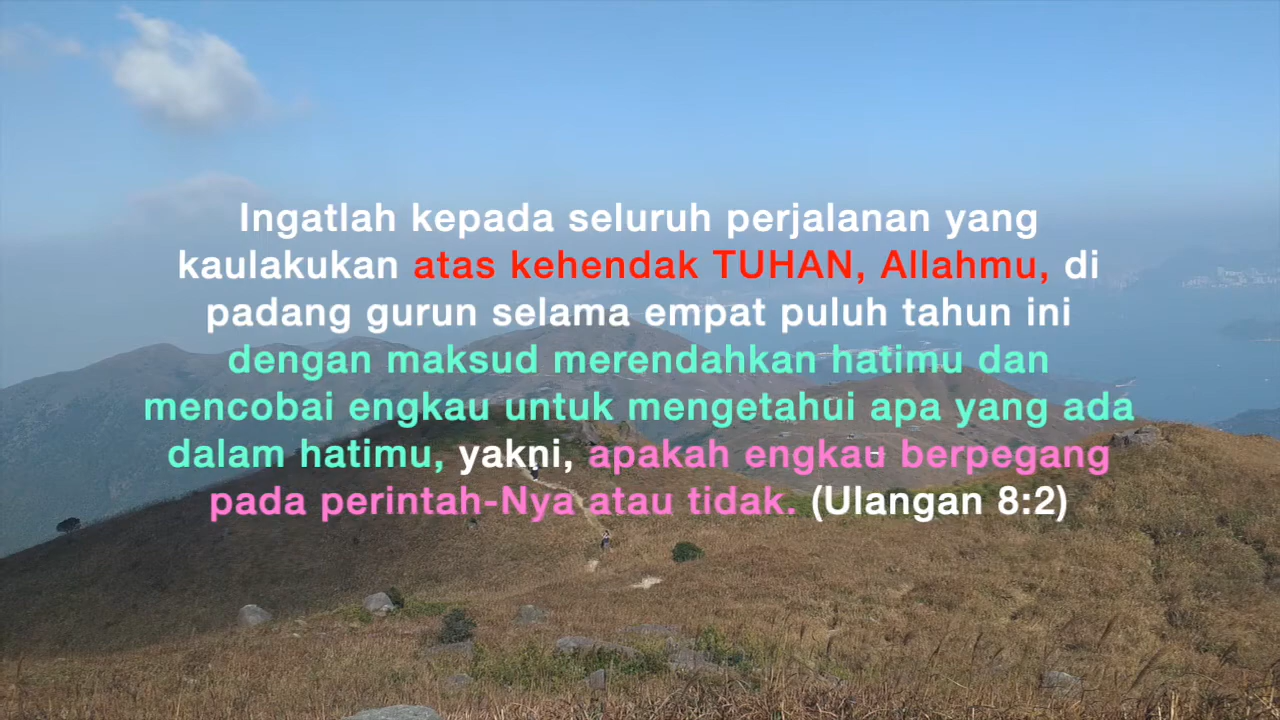 Ingatlah kepada seluruh perjalanan yang
kaulakukan atas kehendak TUHAN, Allahmu, di
padang gurun selama empat puluh tahun ini
dengan maksud merendahkan hatimu dan
mencobai engkau untuk mengetahui apa yang ada
dalam hatimu, yakni, apakah engkau berpegang
pada perintah-Nya atau tidak. (Ulangan 8:2)